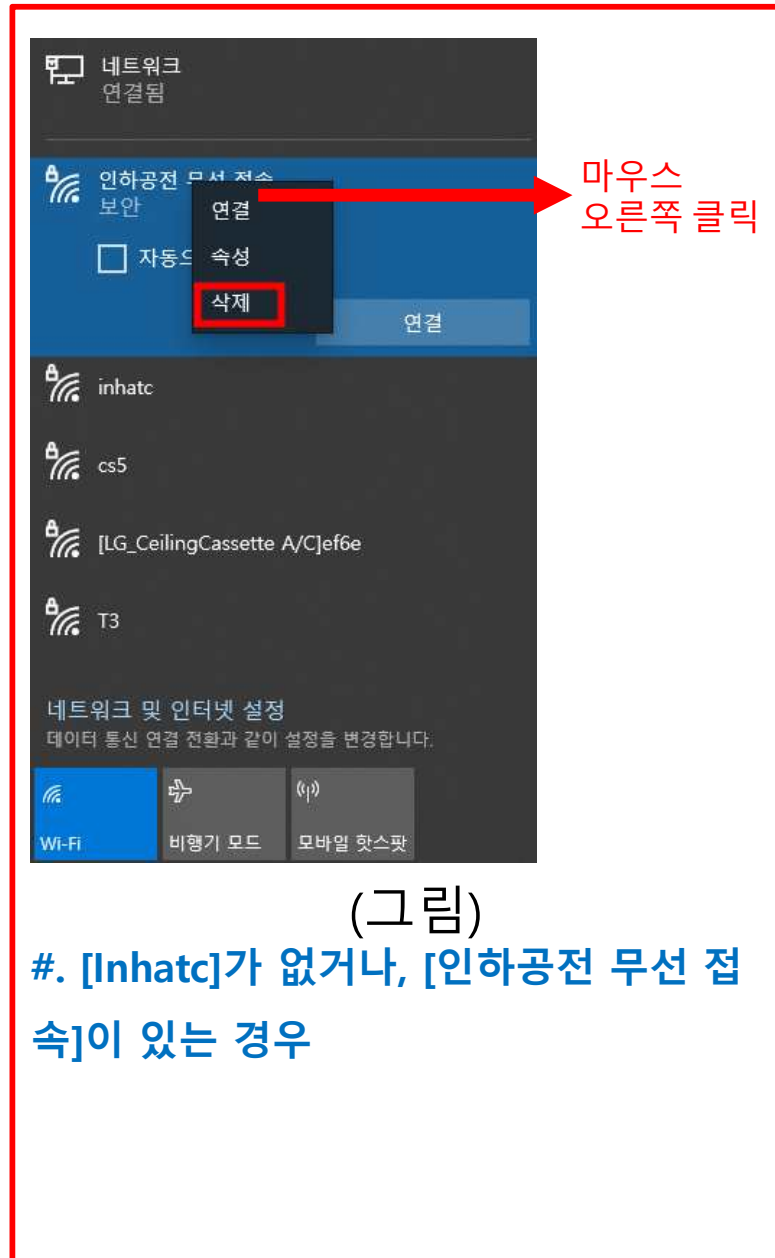 네트워크
연결됨
인하공전 무선 접속
보안
마우스
오른쪽 클릭
연결
자동으
속성
삭제
연결
inhatc
cs5
[LG_CeilingCassette A/C]ef6e
T3
네트워크 및 인터넷 설정
데이터 통신 연결 전환과 같이 설정을 변경합니다.
Wi-Fi
비행기 모드
모바일 핫스팟
(그림)
#. [Inhatc]가 없거나, [인하공전 무선 접
속]이 있는 경우